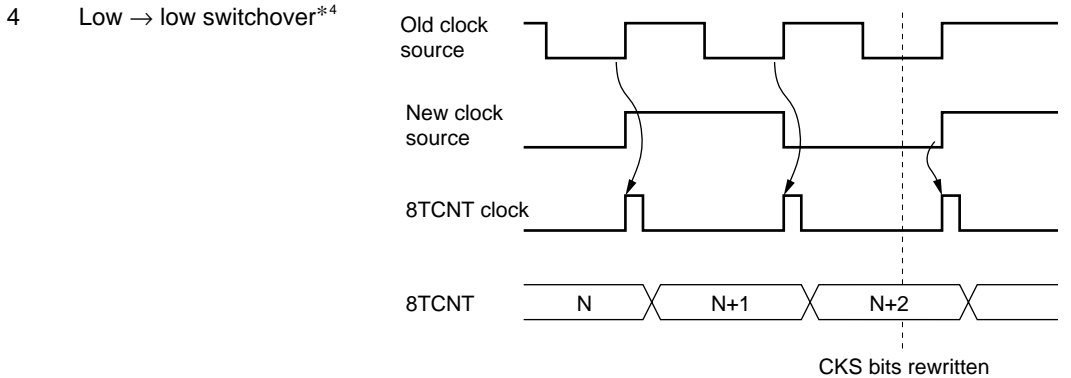 4 Low → low switchover*4
Old clock
source
New clock
source
8TCNT clock
8TCNT
N N+1 N+2
CKS bits rewritten